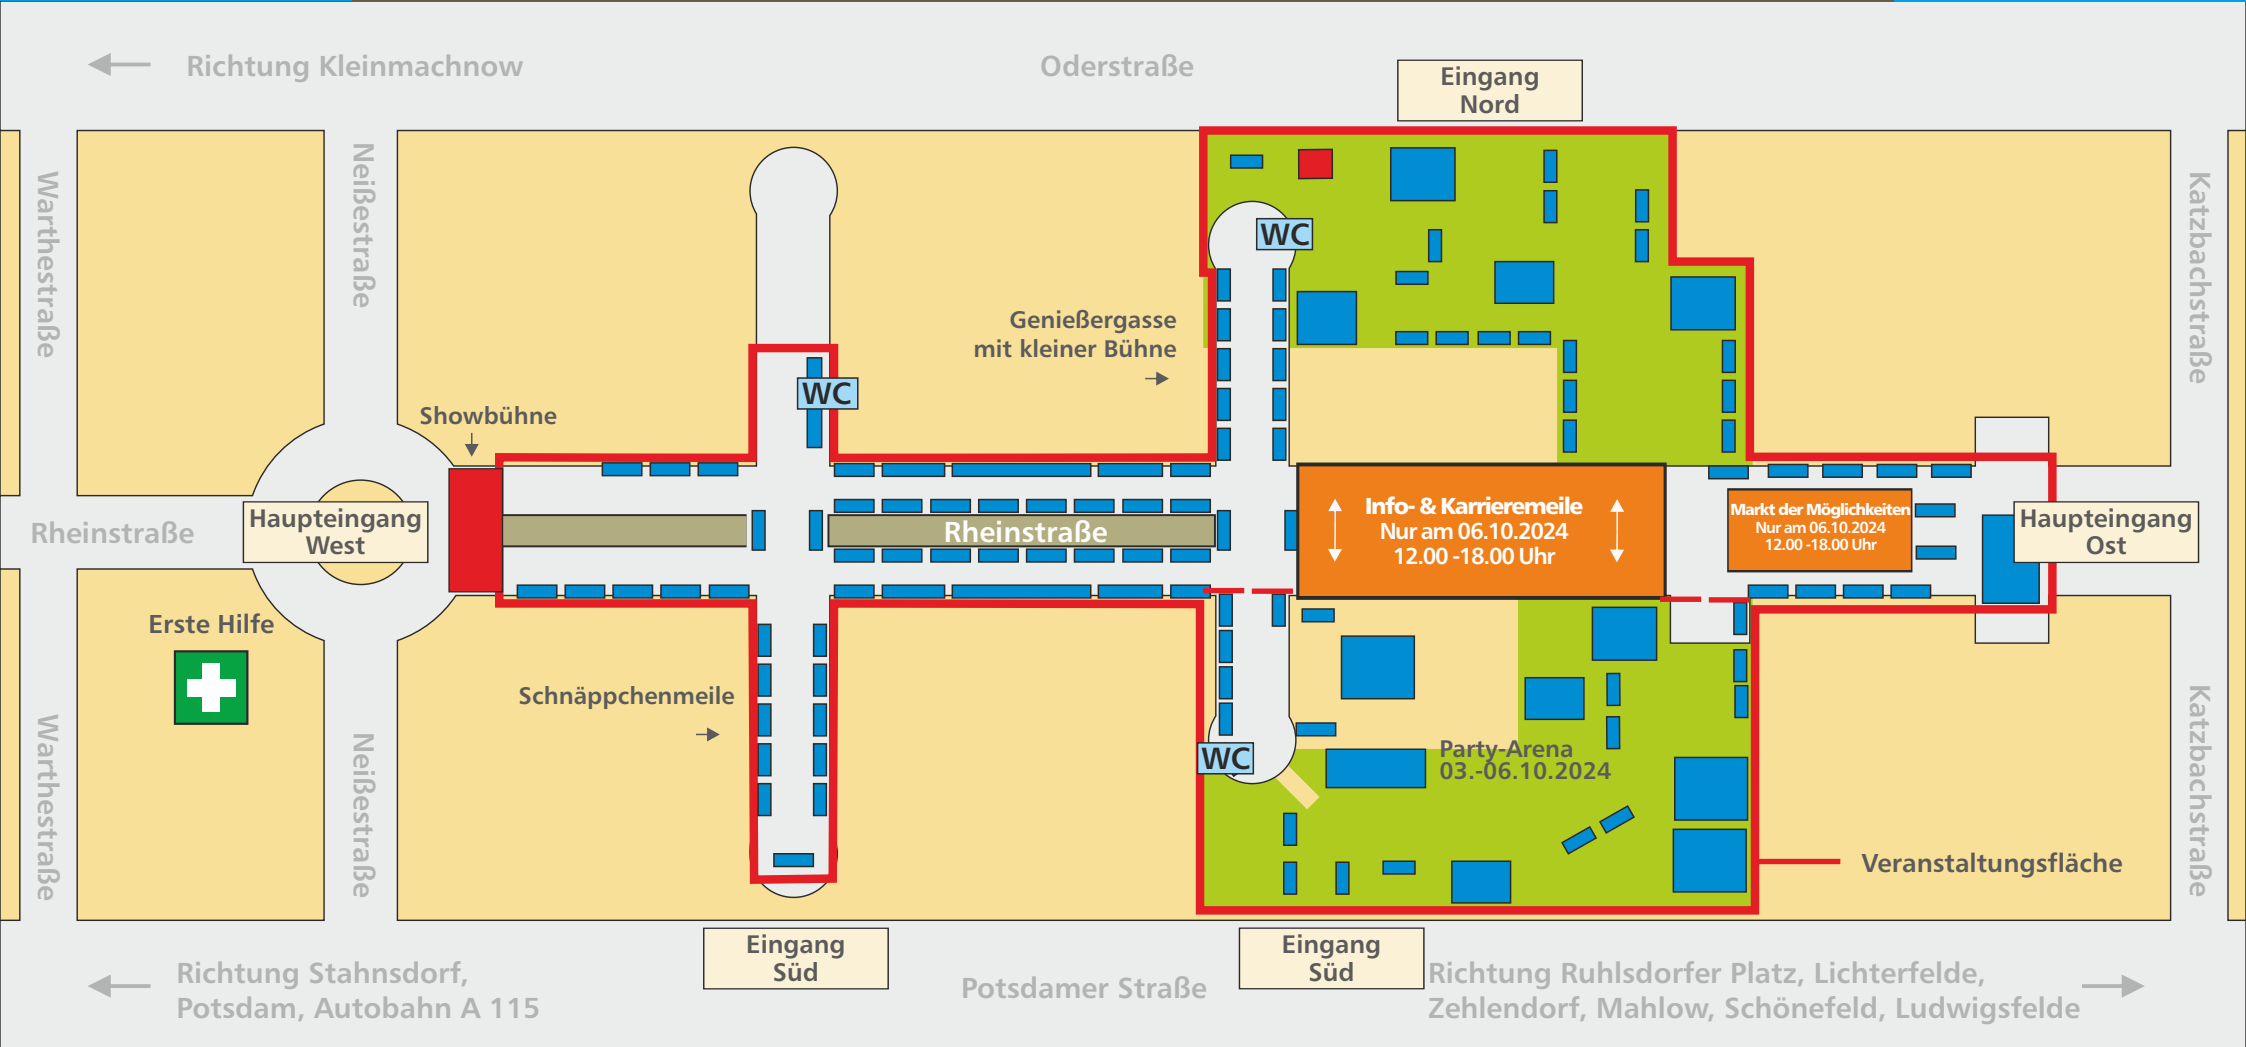 Richtung Kleinmachnow
Oderstraße
Eingang
Nord
Warthestraße
Neißestraße
Katzbachstraße
WC
Genießergasse
mit kleiner Bühne
WC
Showbühne
Rheinstraße
Haupteingang
West
Rheinstraße
Info- & Karrieremeile
Nur am 06.10.2024
12.00 -18.00 Uhr
Markt der Möglichkeiten
Nur am 06.10.2024
12.00 -18.00 Uhr
Haupteingang
Ost
Erste Hilfe
Schnäppchenmeile
Warthestraße
Neißestraße
Katzbachstraße
WC
Party-Arena
03.-06.10.2024
Veranstaltungsfläche
Eingang
Süd
Eingang
Süd
Richtung Stahnsdorf,
Potsdam, Autobahn A 115
Potsdamer Straße
Richtung Ruhlsdorfer Platz, Lichterfelde,
Zehlendorf, Mahlow, Schönefeld, Ludwigsfelde